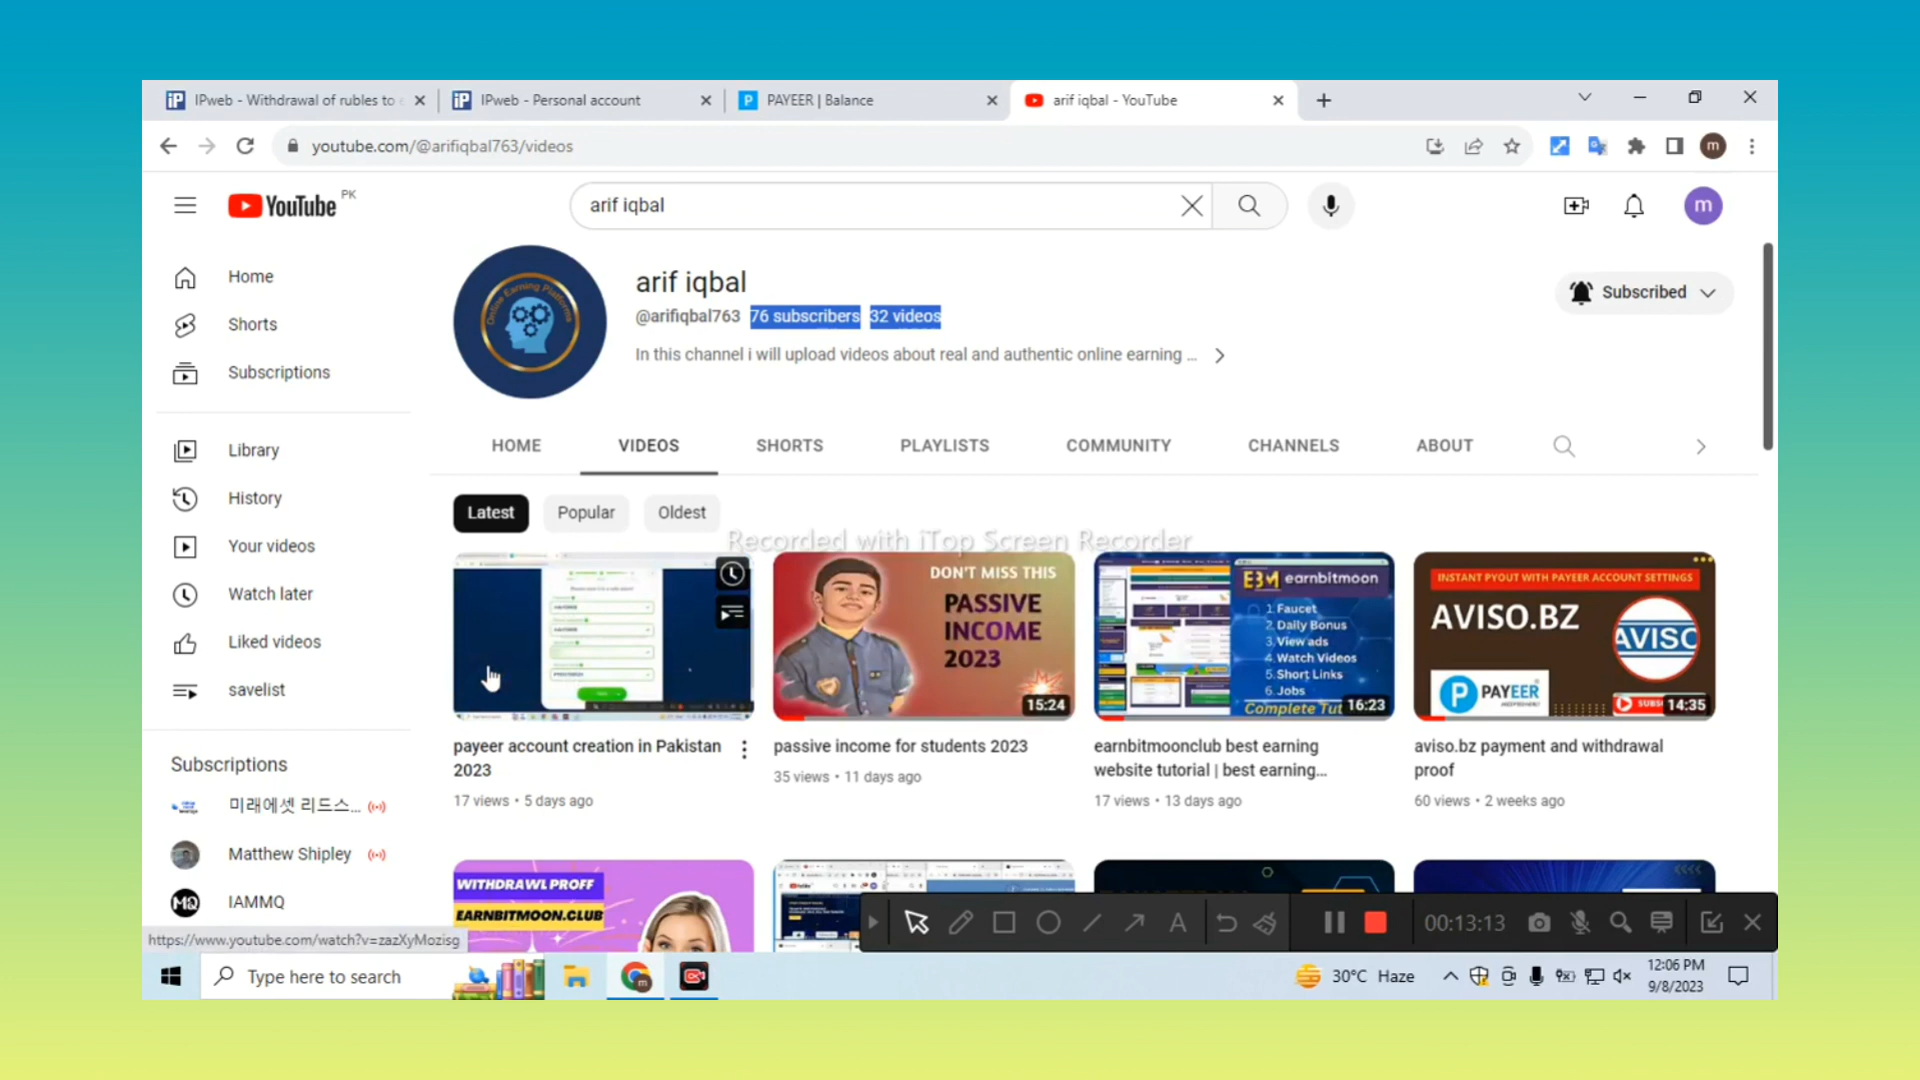 IPweb - Withdrawal of rubles to e
IPweb - Personal account
PAYEER | Balance
arif iqbal - YouTube
youtube.com/@arifiqbal763/videos
m
YouTube PK
arif iqbal
m
Home
Shorts
Subscriptions
Library
History
Your videos
Watch later
Liked videos
savelist
Subscriptions
미래에셋 리드스...
Matthew Shipley
IAMMQ
Online Earning Platforms
arif iqbal
@arifiqbal763 76 subscribers 32 videos
In this channel i will upload videos about real and authentic online earning ...
Subscribed
HOME
VIDEOS
SHORTS
PLAYLISTS
COMMUNITY
CHANNELS
ABOUT
Latest
Popular
Oldest
Recorded with iTop Screen Recorder
payeer account creation in Pakistan
2023
17 views • 5 days ago
DON'T MISS THIS
PASSIVE
INCOME
2023
15:24
passive income for students 2023
35 views • 11 days ago
EBM earnbitmoon
1. Faucet
2. Daily Bonus
3. View ads
4. Watch Videos
5. Short Links
6. Jobs
Complete Tut
16:23
earnbitmoonclub best earning
website tutorial | best earning...
17 views • 13 days ago
INSTANT PYOUT WITH PAYEER ACCOUNT SETTINGS
AVISO.BZ
AVISO
P PAYEER
SUBS
14:35
aviso.bz payment and withdrawal
proof
60 views • 2 weeks ago
WITHDRAWL PROFF
EARNBITMOON.CLUB
00:13:13
https://www.youtube.com/watch?v=zazXyMozisg
Type here to search
m
30°C Haze
12:06 PM
9/8/2023